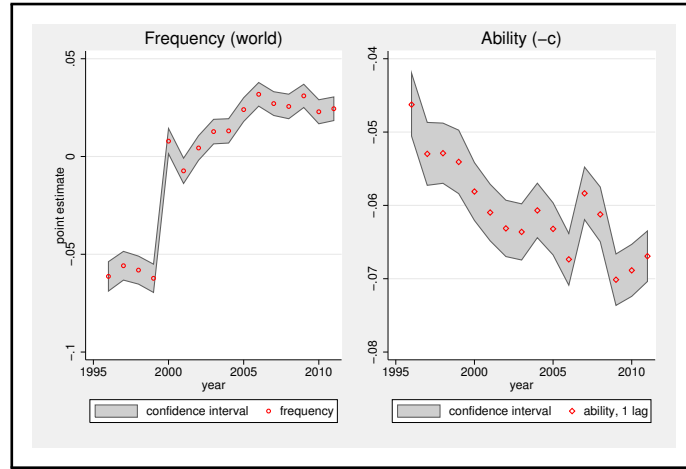 Frequency (world)
.05
0
-.05
-.1
point estimate
1995 2000 2005 2010
year
confidence interval frequency
Ability (-c)
-.04
-.05
-.06
-.07
-.08
1995 2000 2005 2010
year
confidence interval ability, 1 lag